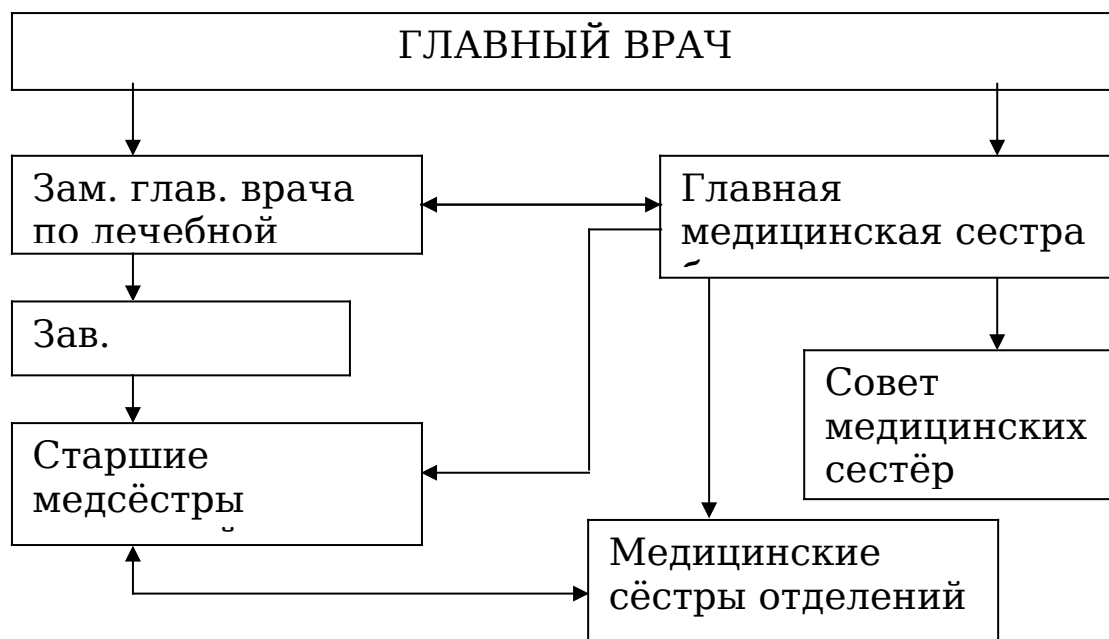 ГЛАВНЫЙ ВРАЧ
Зам. глав. врача
по лечебной
Главная
медицинская сестра
Зав.
Совет
медицинских
сестёр
Старшие
медсёстры
Медицинские
сёстры отделений